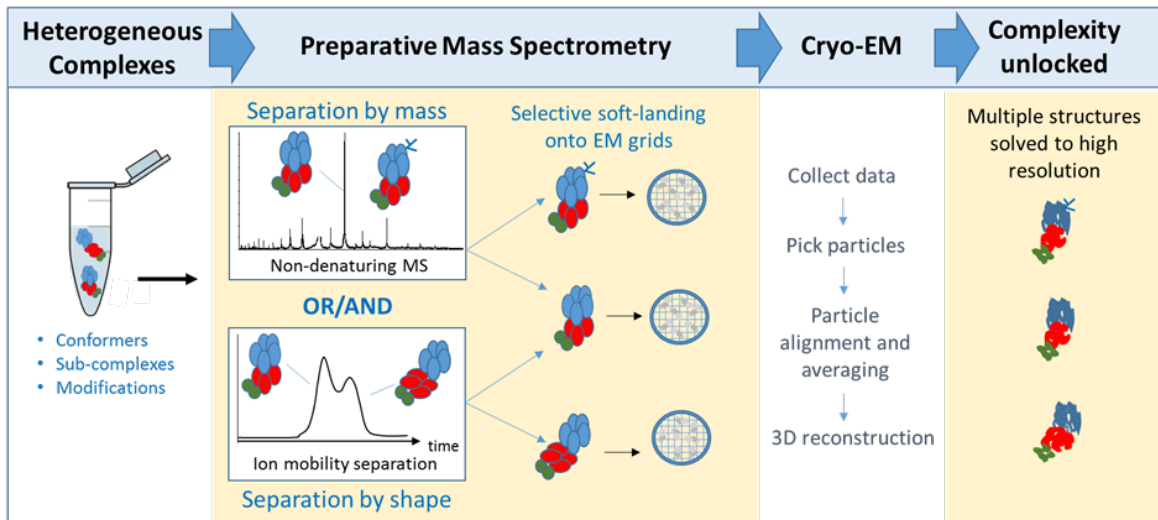 Heterogeneous
Complexes
Preparative Mass Spectrometry
Cryo-EM
Complexity
unlocked
• Conformers
• Sub-complexes
• Modifications
Separation by mass
Non-denaturing MS
OR/AND
time
Ion mobility separation
Separation by shape
Selective soft-landing
onto EM grids
Collect data
Pick particles
Particle
alignment and
averaging
3D reconstruction
Multiple structures
solved to high
resolution